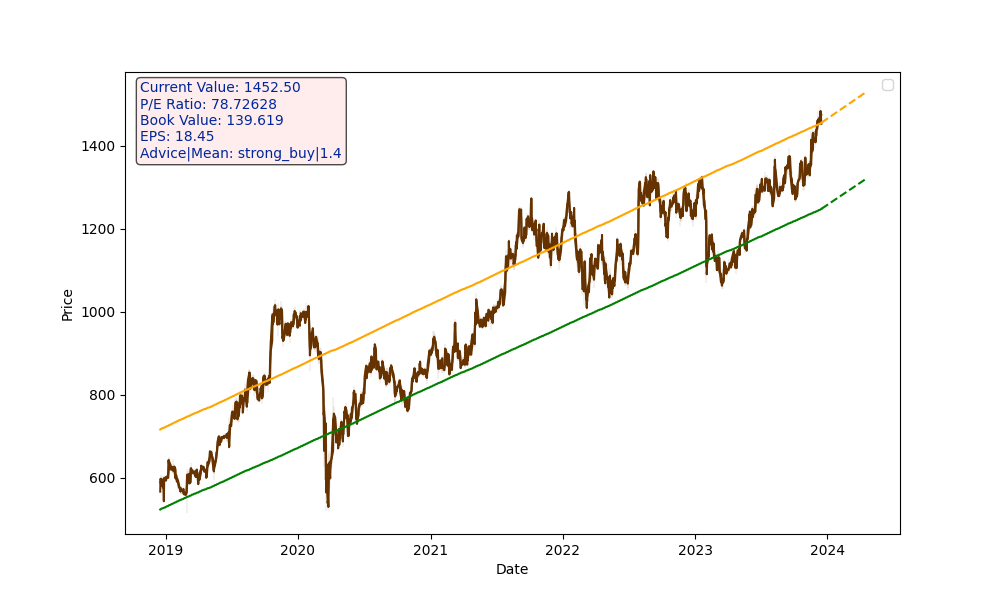 Current Value: 1452.50
P/E Ratio: 78.72628
Book Value: 139.619
EPS: 18.45
Advice|Mean: strong_buy|1.4
1400
1200
1000
800
600
Price
2019 2020 2021 2022 2023 2024
Date